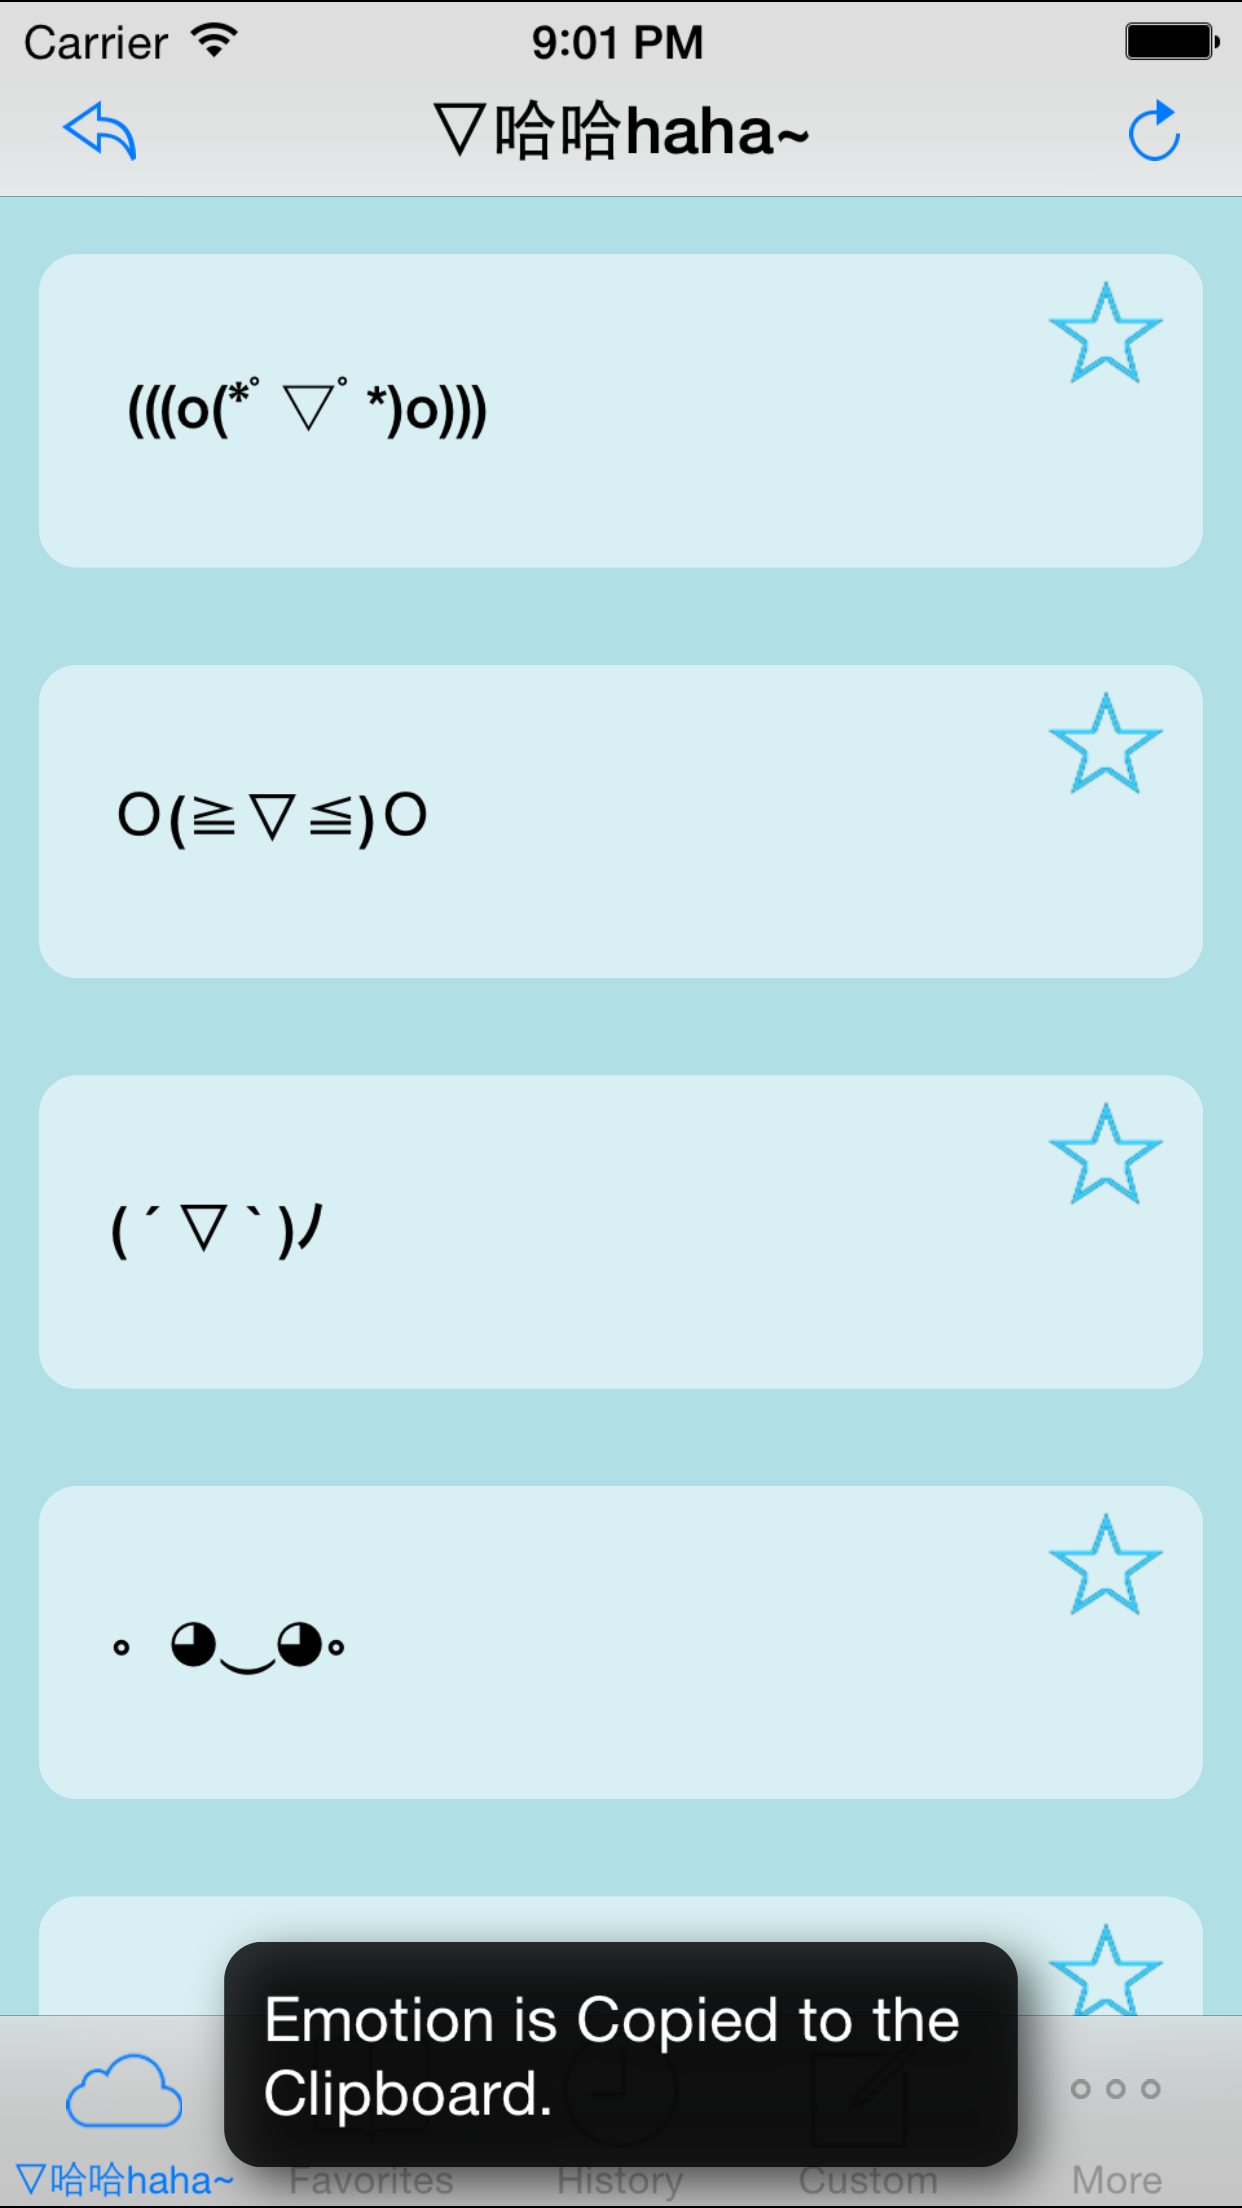 Carrier 9:01 PM
▽哈哈haha~
(((o(*ﾟ▽ﾟ*)o)))
O(≧▽≦)O
(´▽`)ﾉ
｡◕‿◕｡
Emotion is Copied to the
Clipboard.
▽哈哈haha~ Favorites History Custom More